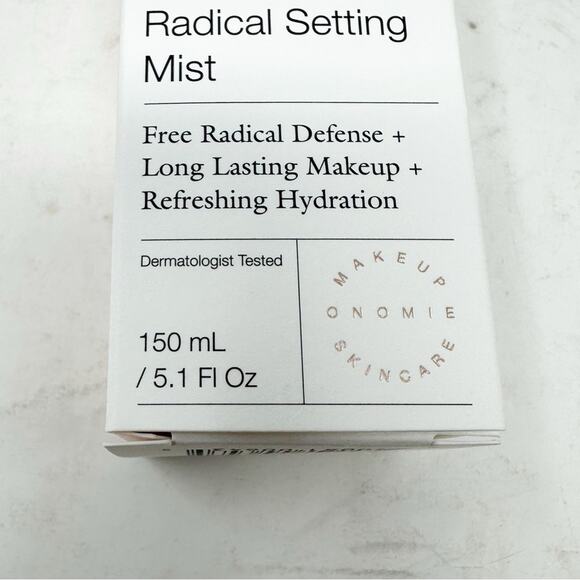 Radical Setting
Mist
Free Radical Defense +
Long Lasting Makeup +
Refreshing Hydration
Dermatologist Tested
150 mL
/ 5.1 Fl Oz
MAKEUP
ONOMIE
SKINCARE